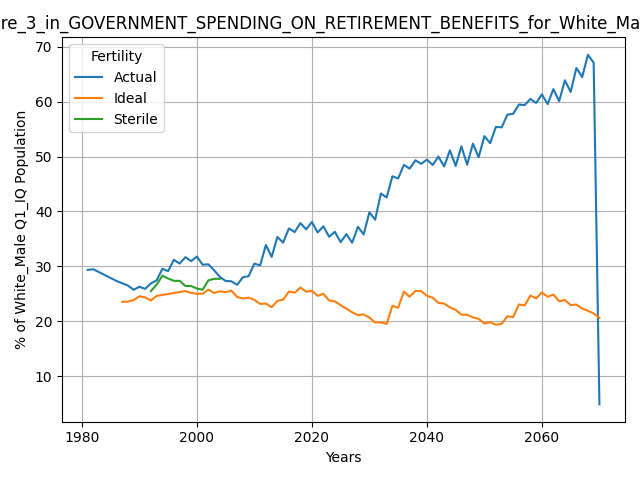 re_3_in_GOVERNMENT_SPENDING_ON_RETIREMENT_BENEFITS_for_White_Ma
Fertility
Actual
Ideal
Sterile
% of White_Male Q1_IQ Population
70
60
50
40
30
20
10
1980 2000 2020 2040 2060
Years